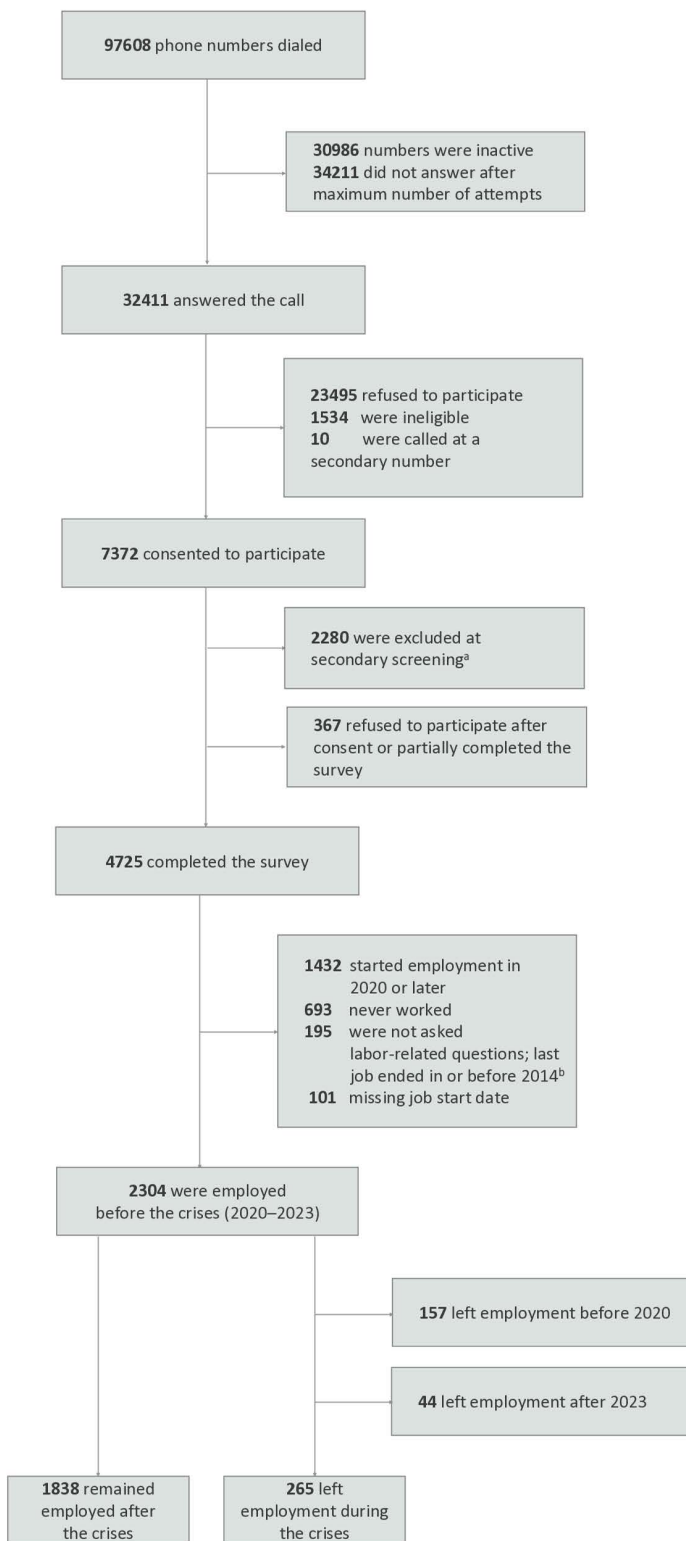 97608 phone numbers dialed
30986 numbers were inactive
34211 did not answer after
maximum number of attempts
32411 answered the call
23495 refused to participate
1534 were ineligible
10 were called at a
secondary number
7372 consented to participate
2280 were excluded at
secondary screeningᵃ
367 refused to participate after
consent or partially completed the
survey
4725 completed the survey
1432 started employment in
2020 or later
693 never worked
195 were not asked
labor-related questions; last
job ended in or before 2014ᵇ
101 missing job start date
2304 were employed
before the crises (2020–2023)
157 left employment before 2020
44 left employment after 2023
1838 remained
employed after
the crises
265 left
employment during
the crises